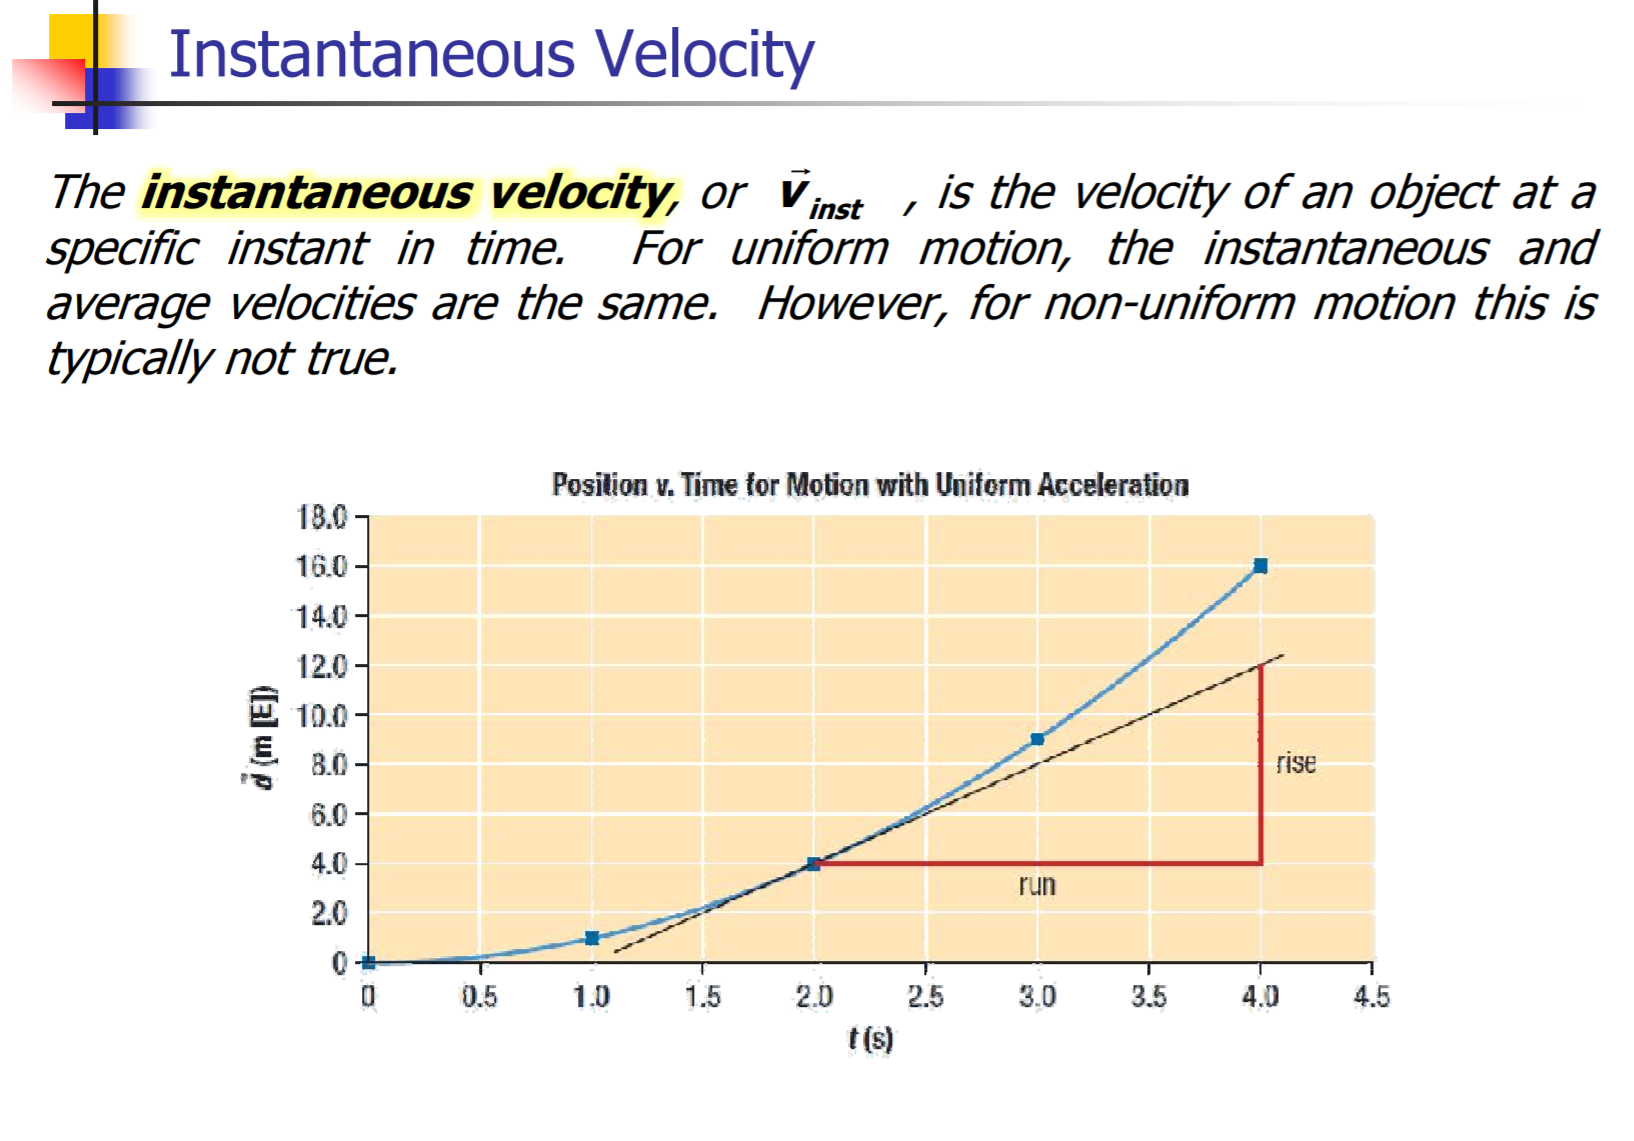 Instantaneous Velocity
The instantaneous velocity, or v⃗inst , is the velocity of an object at a
specific instant in time. For uniform motion, the instantaneous and
average velocities are the same. However, for non-uniform motion this is
typically not true.
Position v. Time for Motion with Uniform Acceleration
18.0
16.0
14.0
12.0
10.0
8.0
6.0
4.0
2.0
0
d⃗ (m [E])
rise
run
0 0.5 1.0 1.5 2.0 2.5 3.0 3.5 4.0 4.5
t (s)